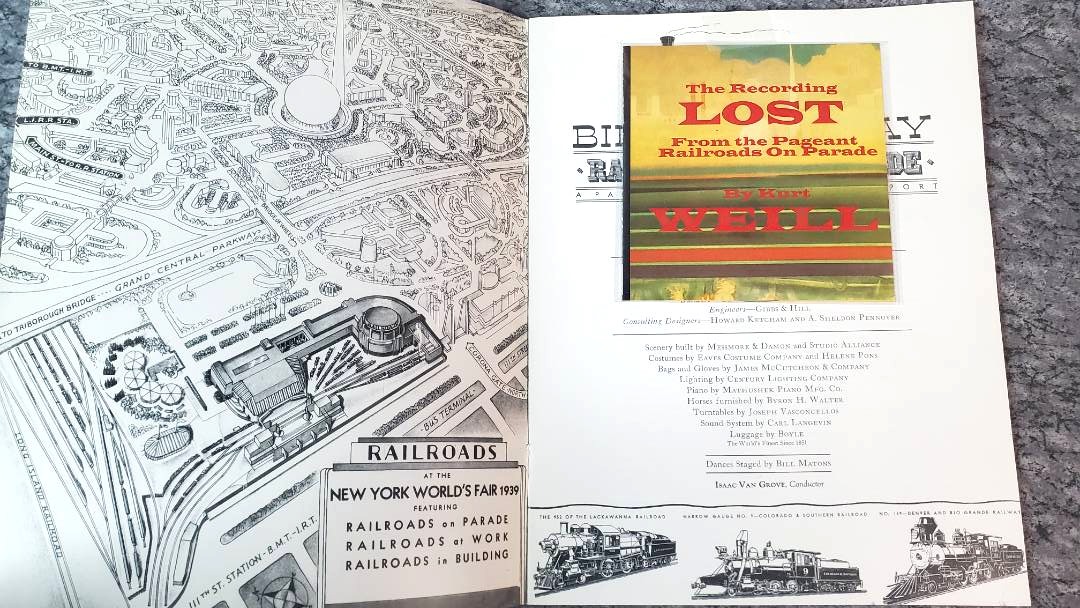 TO B.M.T.-I.R.T.
L.I.R.R STA.
GRAND CENTRAL PARKWAY
TO TRIBOROUGH BRIDGE
LONG ISLAND RAILROAD
BUS TERMINAL
CORONA GATE NORTH
111TH ST. STATION - B.M.T.- I.R.T.
RAILROADS
AT THE
NEW YORK WORLD'S FAIR 1939
FEATURING
RAILROADS on PARADE
RAILROADS at WORK
RAILROADS in BUILDING
The Recording
LOST
From the Pageant
Railroads On Parade
By Kurt
WEILL
Engineers—GIBBS & HILL
Consulting Designers—HOWARD KETCHAM AND A. SHELDON PENNOYER
Scenery built by MESSMORE & DAMON and STUDIO ALLIANCE
Costumes by EAVES COSTUME COMPANY and HELENE PONS
Bags and Gloves by JAMES MCCUTCHEON & COMPANY
Lighting by CENTURY LIGHTING COMPANY
Piano by MATHUSHEK PIANO MFG. CO.
Horses furnished by BYRON H. WALTER
Turntables by JOSEPH VASCONCELLOS
Sound System by CARL LANGEVIN
Luggage by BOYLE
The World's Finest Since 1851
Dances Staged by BILL MATONS
ISAAC VAN GROVE, Conductor
THE 952 OF THE LACKAWANNA RAILROAD
NARROW GAUGE NO. 9—COLORADO & SOUTHERN RAILROAD
NO. 169—DENVER AND RIO GRANDE RAILWAY
9